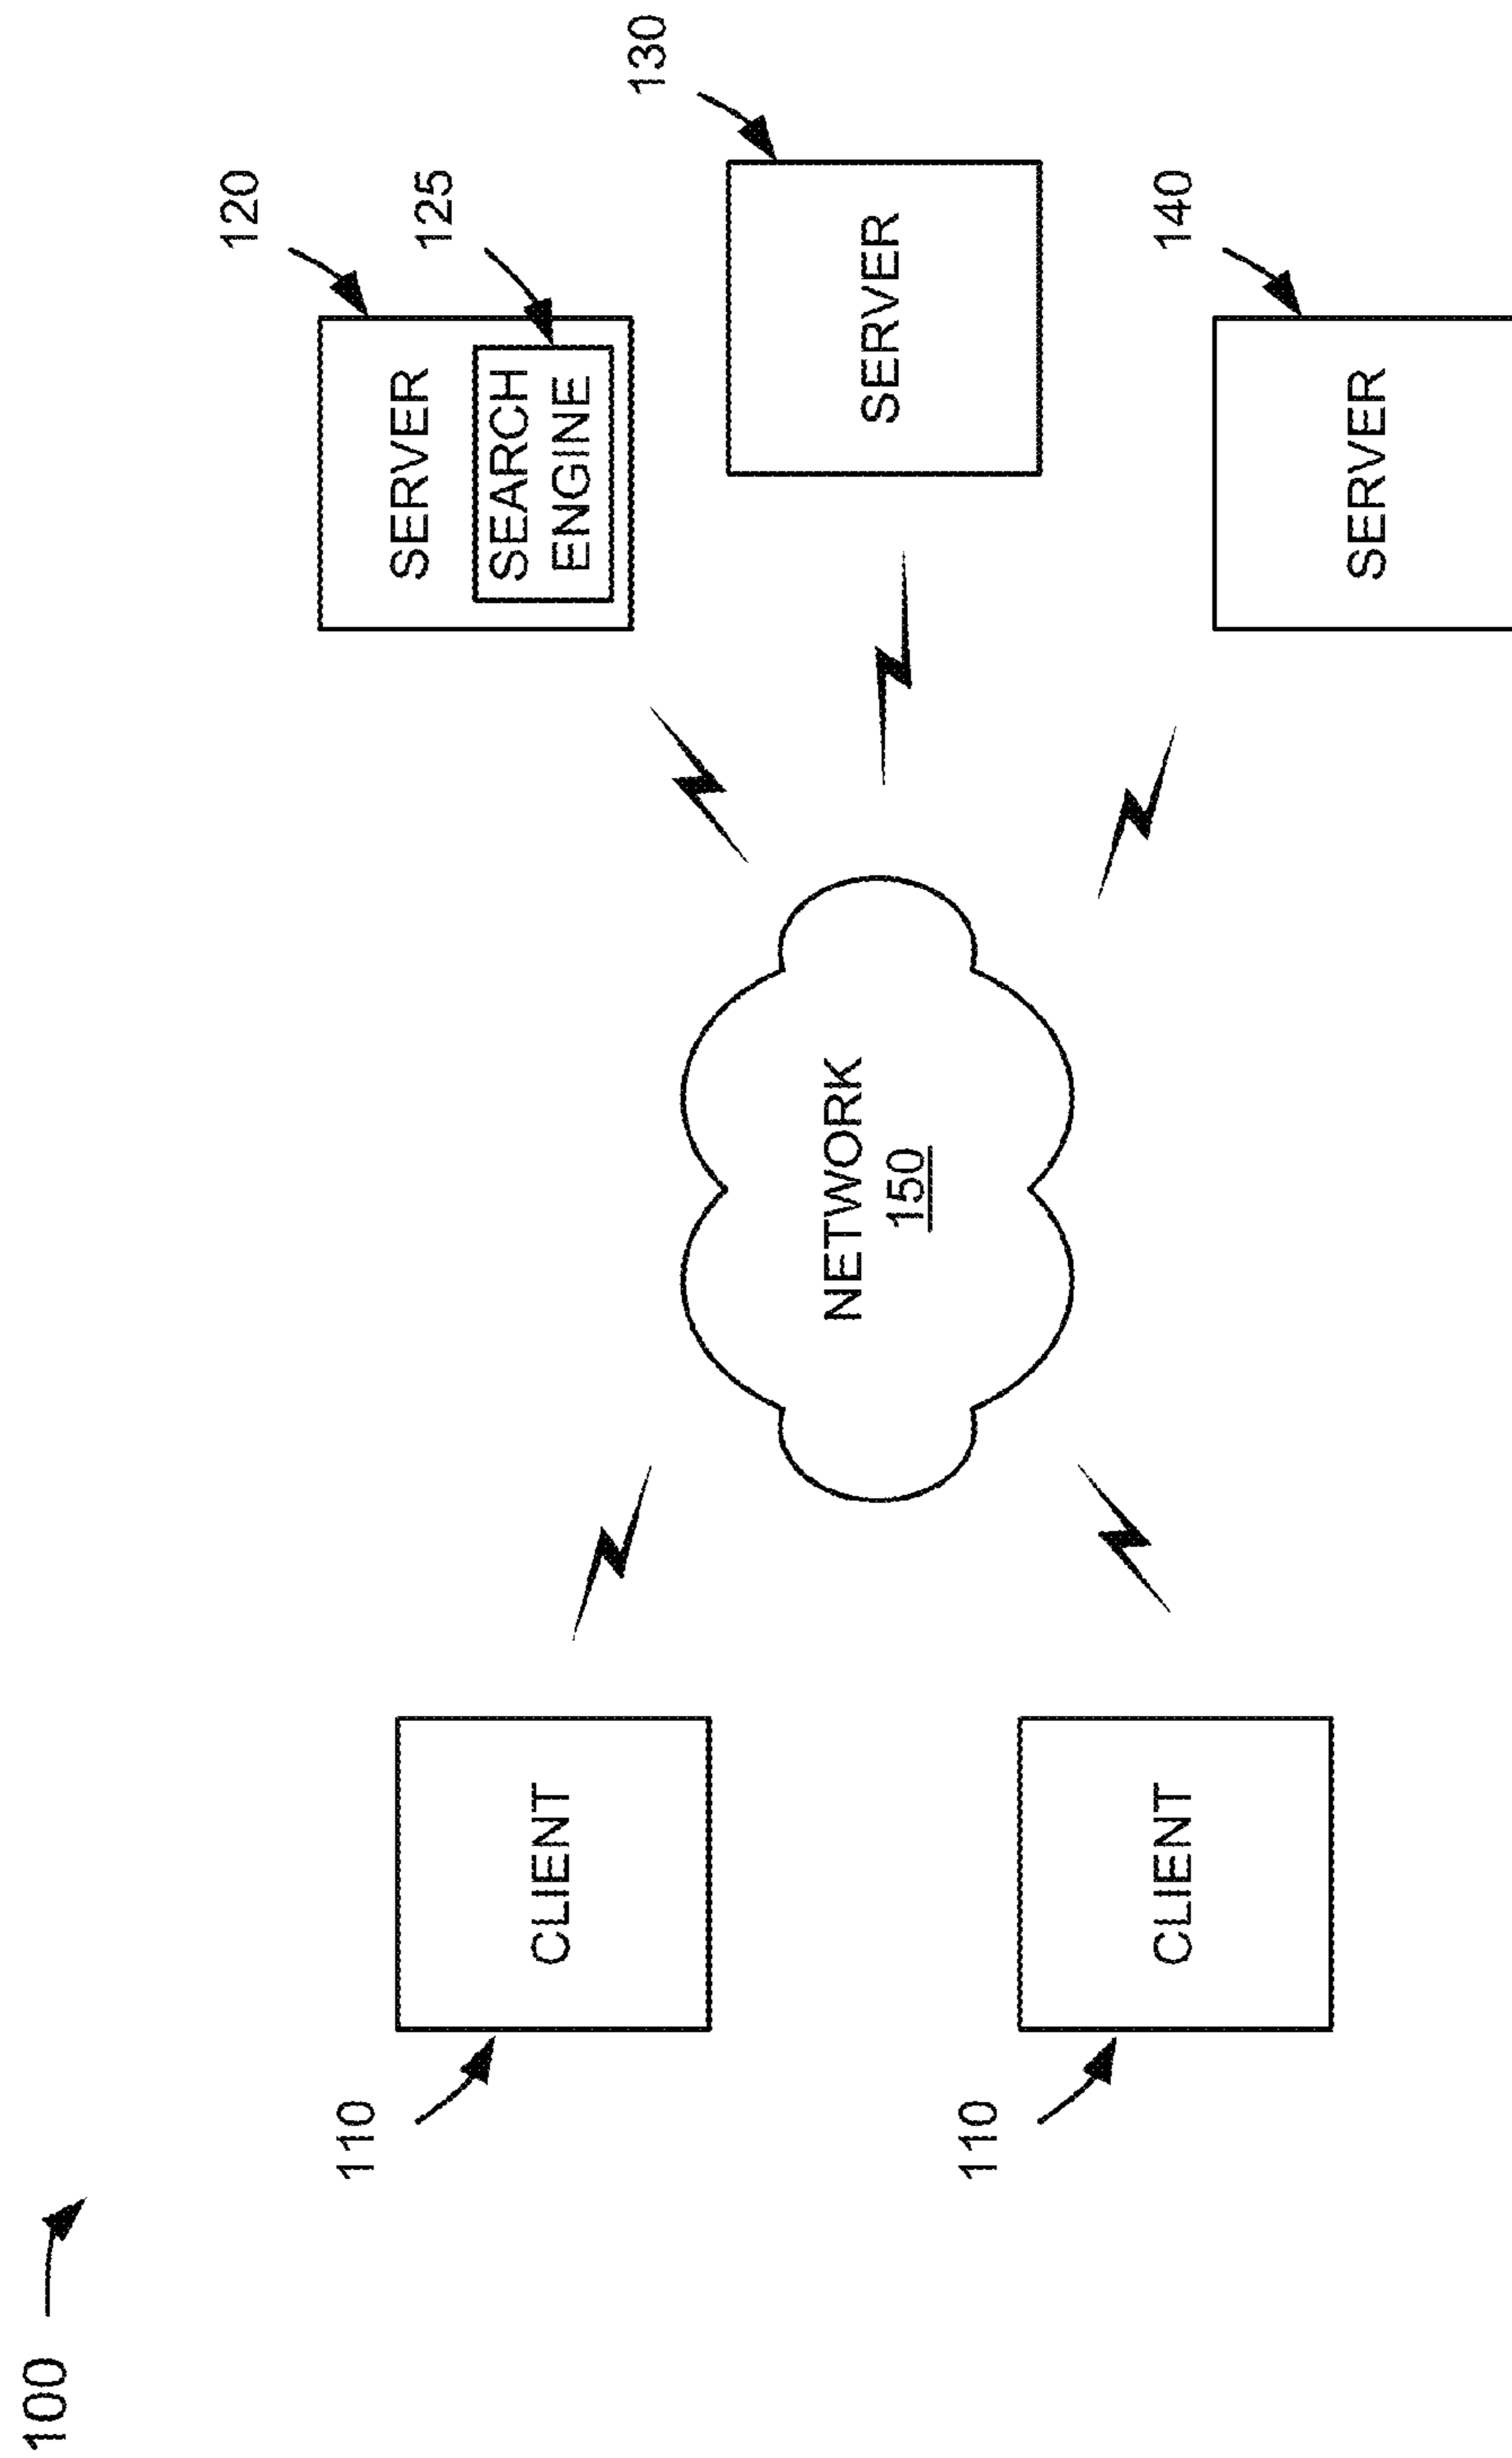 100
110
CLIENT
110
CLIENT
NETWORK
150
120
SERVER
125
SEARCH
ENGINE
130
SERVER
140
SERVER